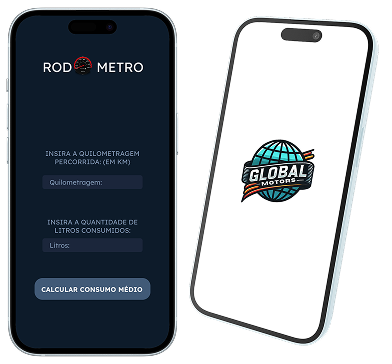 ROD METRO
INSIRA A QUILOMETRAGEM
PERCORRIDA: (EM KM)
Quilometragem:
INSIRA A QUANTIDADE DE
LITROS CONSUMIDOS:
Litros:
CALCULAR CONSUMO MÉDIO
GLOBAL
MOTORS